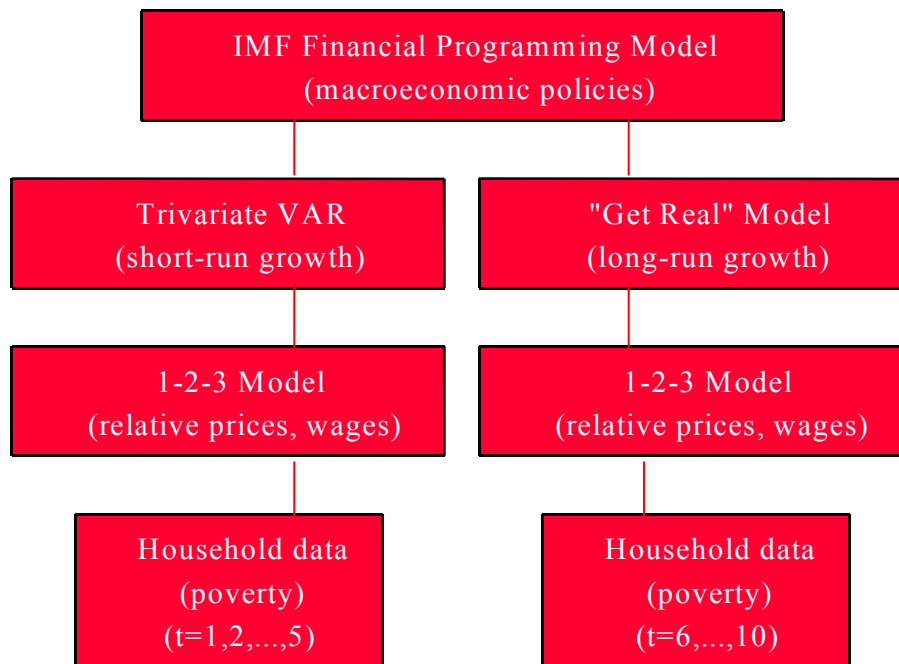 IMF Financial Programming Model
(macroeconomic policies)
Trivariate VAR
(short-run growth)
"Get Real" Model
(long-run growth)
1-2-3 Model
(relative prices, wages)
1-2-3 Model
(relative prices, wages)
Household data
(poverty)
(t=1,2,...,5)
Household data
(poverty)
(t=6,...,10)